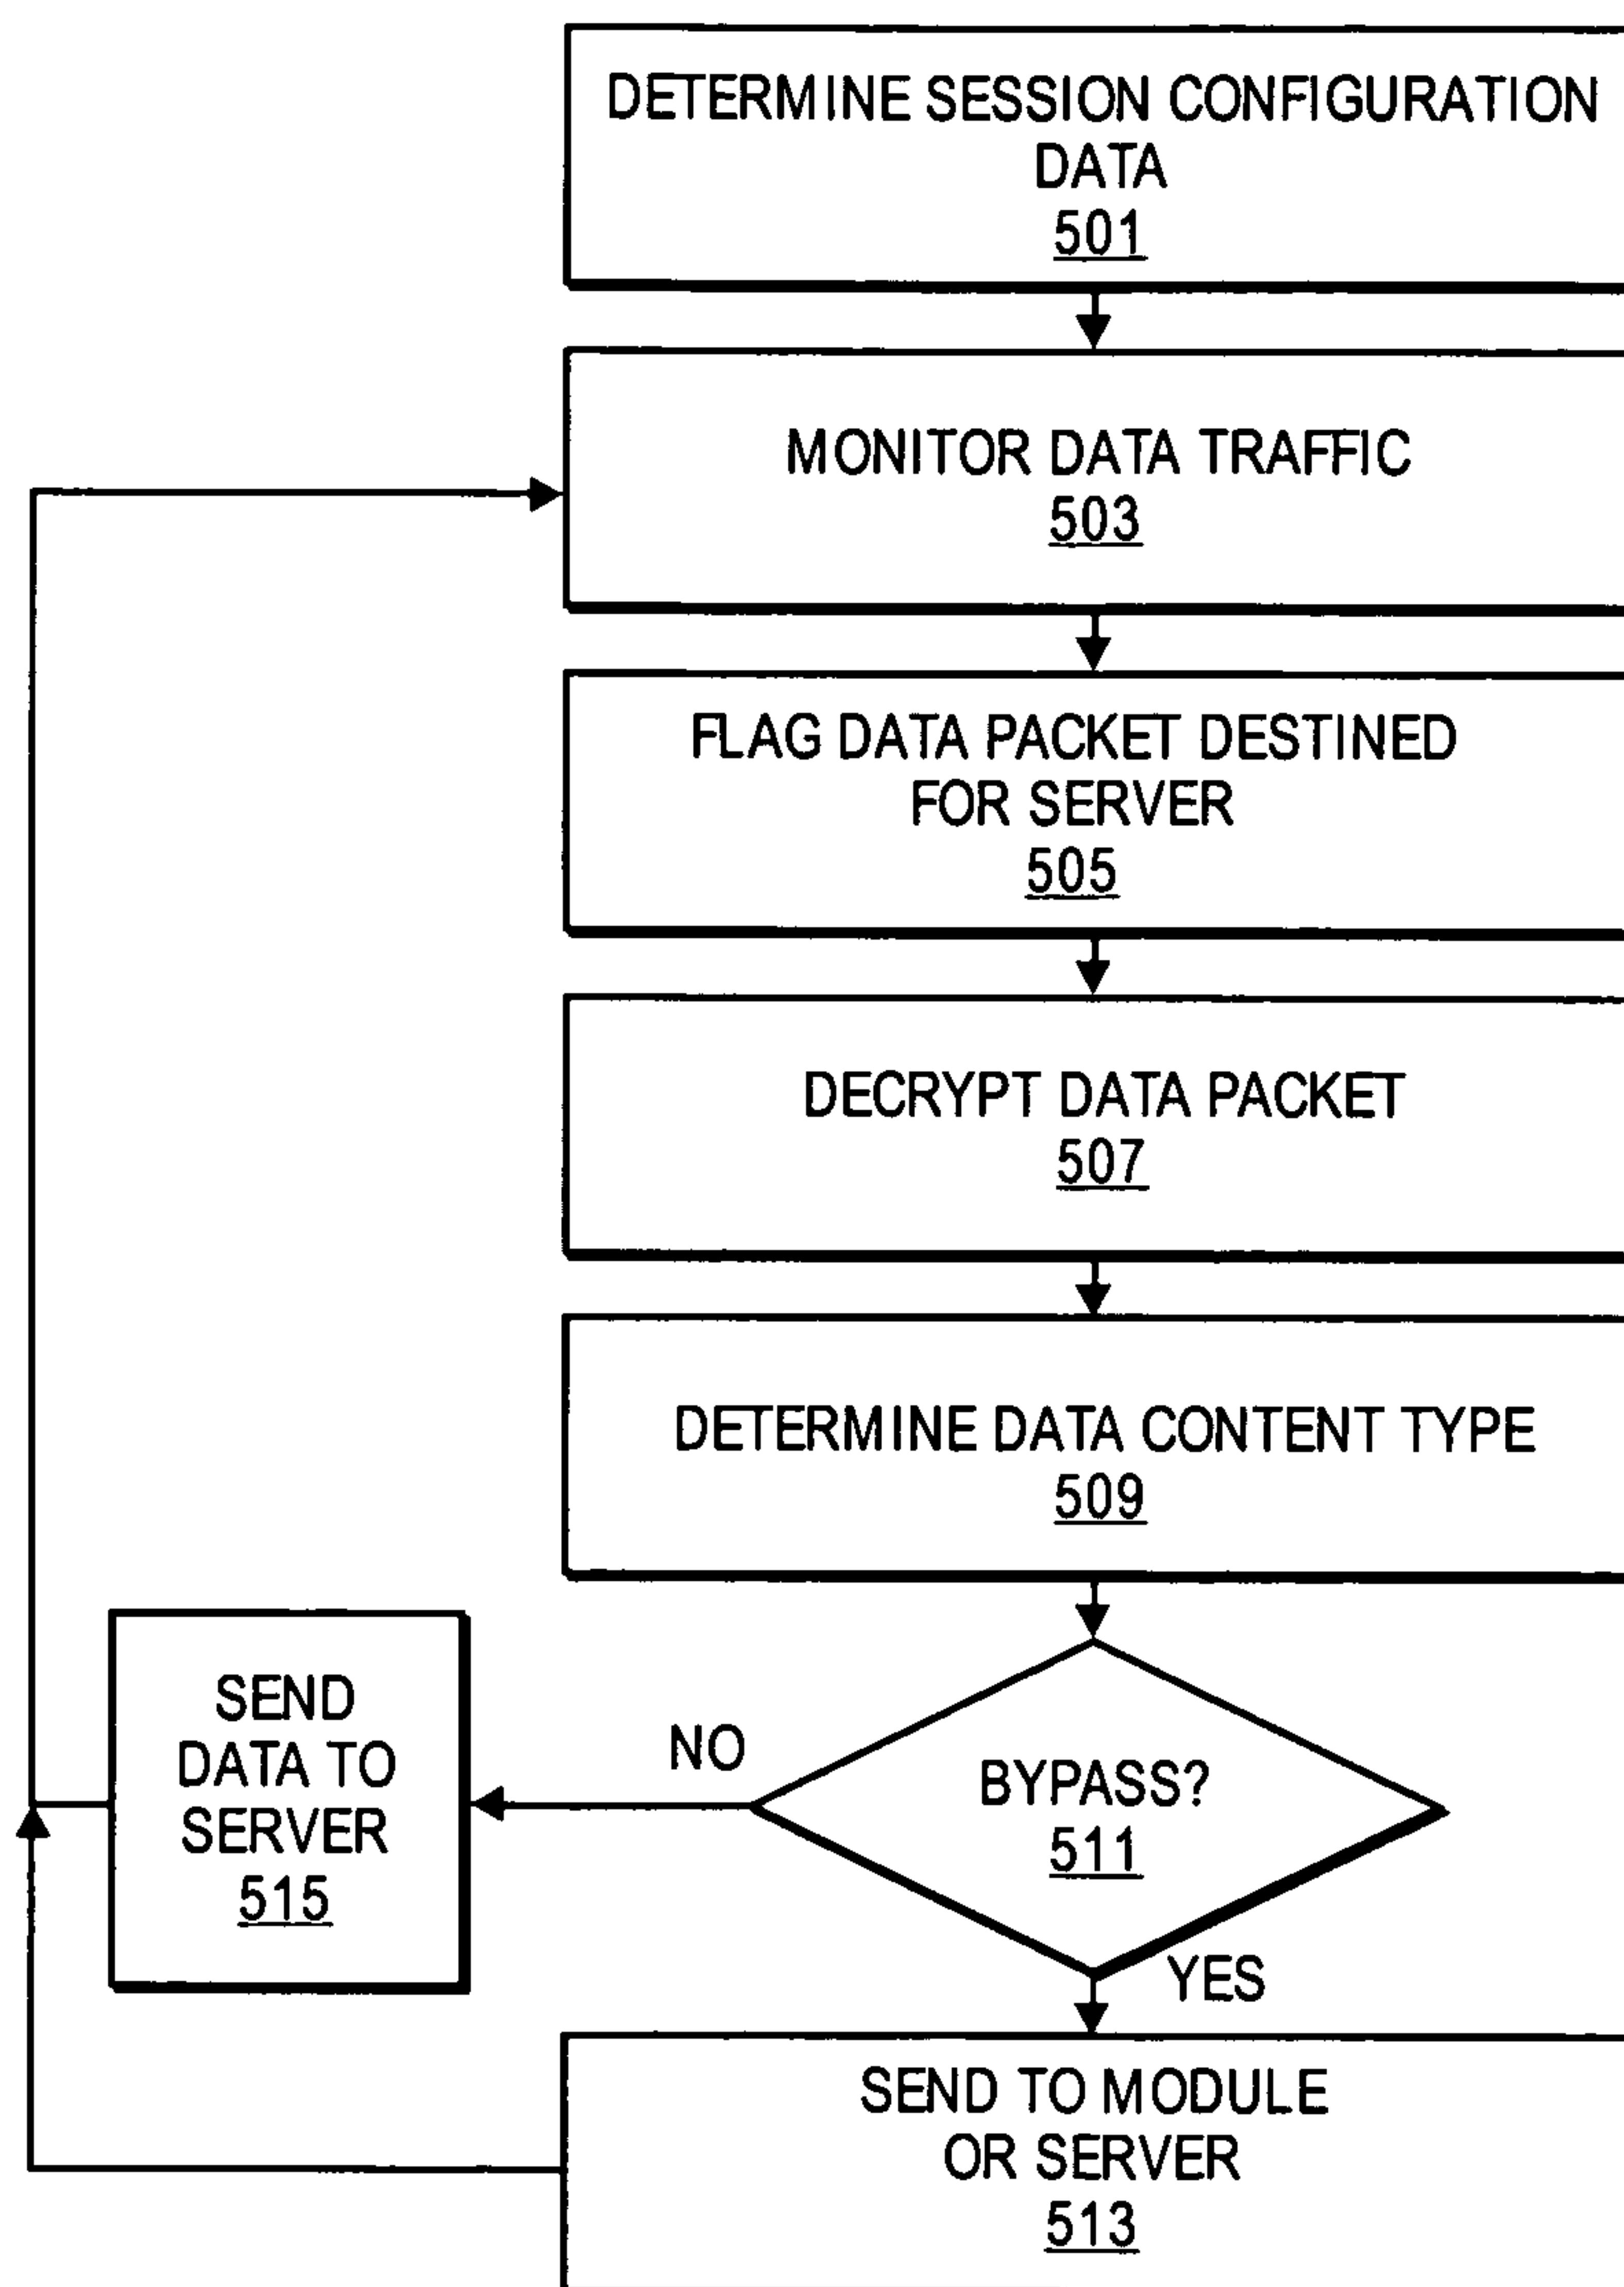 DETERMINE SESSION CONFIGURATION
DATA
501
MONITOR DATA TRAFFIC
503
FLAG DATA PACKET DESTINED
FOR SERVER
505
DECRYPT DATA PACKET
507
DETERMINE DATA CONTENT TYPE
509
SEND
DATA TO
SERVER
515
NO
BYPASS?
511
YES
SEND TO MODULE
OR SERVER
513